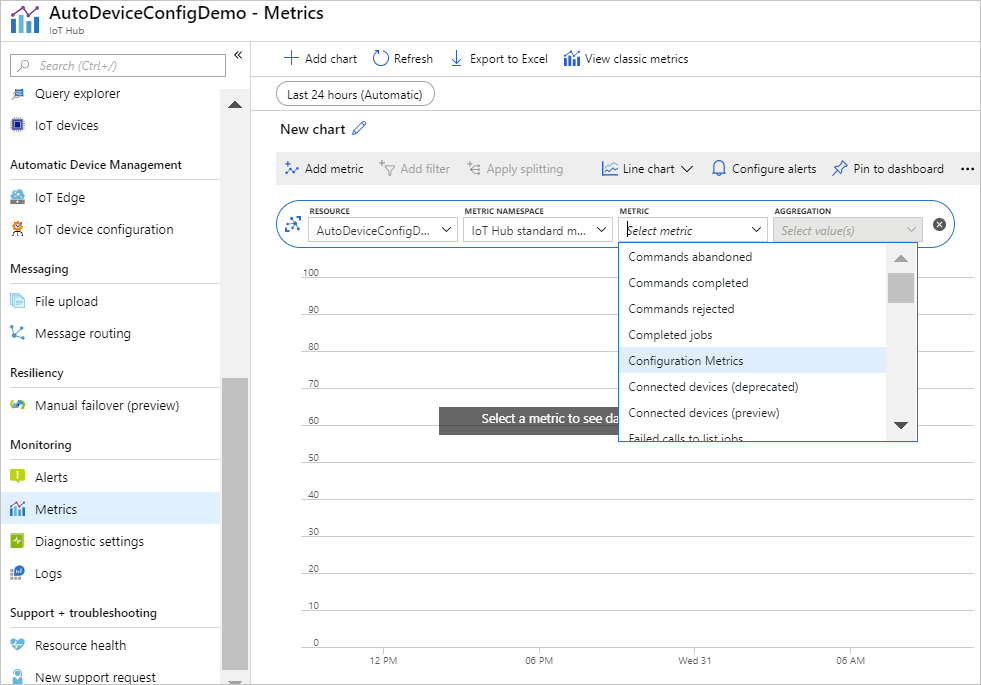 AutoDeviceConfigDemo - Metrics
IoT Hub
Search (Ctrl+/)
«
Query explorer
IoT devices
Automatic Device Management
IoT Edge
IoT device configuration
Messaging
File upload
Message routing
Resiliency
Manual failover (preview)
Monitoring
Alerts
Metrics
Diagnostic settings
Logs
Support + troubleshooting
Resource health
New support request
Add chart
Refresh
Export to Excel
View classic metrics
Last 24 hours (Automatic)
New chart
Add metric
Add filter
Apply splitting
Line chart
Configure alerts
Pin to dashboard
RESOURCE
AutoDeviceConfigD...
METRIC NAMESPACE
IoT Hub standard m...
METRIC
Select metric
AGGREGATION
Select value(s)
Commands abandoned
Commands completed
Commands rejected
Completed jobs
Configuration Metrics
Connected devices (deprecated)
Connected devices (preview)
Failed calls to list jobs
100
90
80
70
60
50
40
30
20
10
0
Select a metric to see da
12 PM
06 PM
Wed 31
06 AM